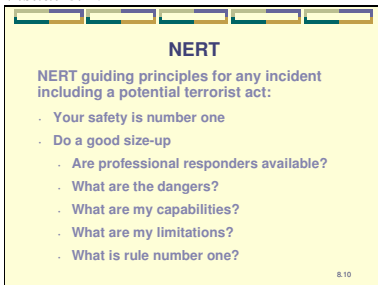 NERT
NERT guiding principles for any incident
including a potential terrorist act:
· Your safety is number one
· Do a good size-up
· Are professional responders available?
· What are the dangers?
· What are my capabilities?
· What are my limitations?
· What is rule number one?
8.10